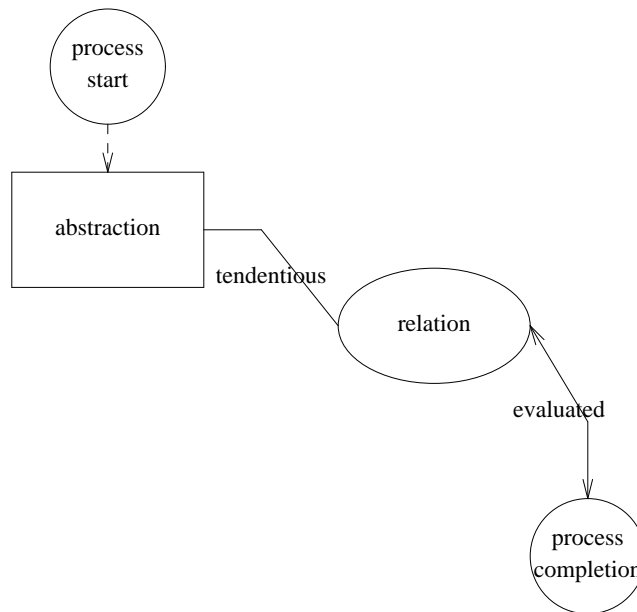 process
start
abstraction
tendentious
relation
evaluated
process
completion